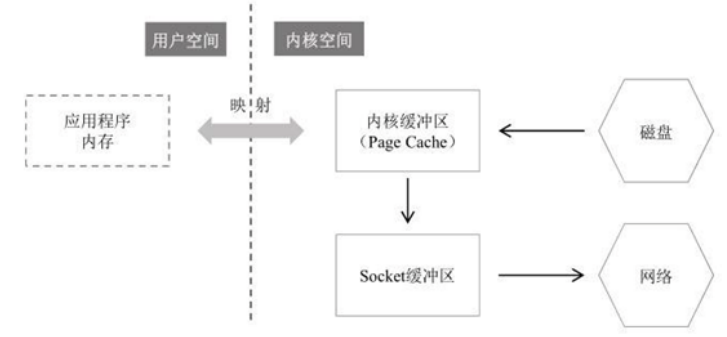 用户空间
内核空间
应用程序
内存
映 射
内核缓冲区
（Page Cache）
磁盘
Socket缓冲区
网络